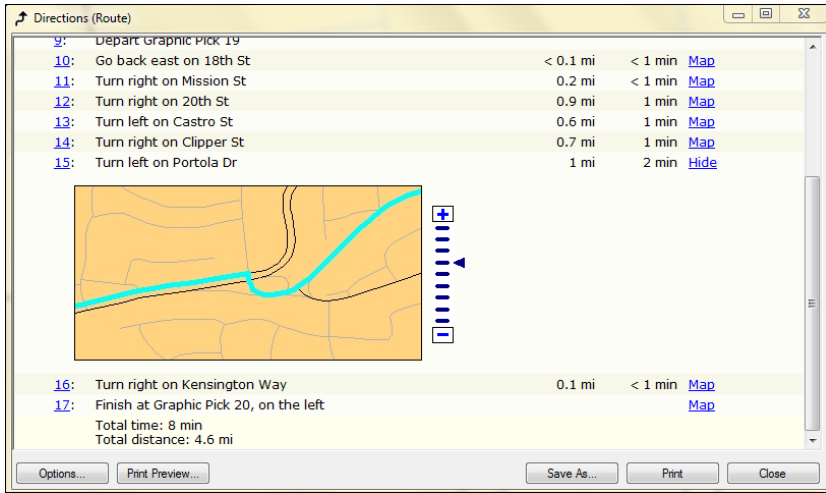 Directions (Route)
9: Depart Graphic Pick 19
10: Go back east on 18th St < 0.1 mi < 1 min Map
11: Turn right on Mission St 0.2 mi < 1 min Map
12: Turn right on 20th St 0.9 mi 1 min Map
13: Turn left on Castro St 0.6 mi 1 min Map
14: Turn right on Clipper St 0.7 mi 1 min Map
15: Turn left on Portola Dr 1 mi 2 min Hide
+
−
16: Turn right on Kensington Way 0.1 mi < 1 min Map
17: Finish at Graphic Pick 20, on the left Map
Total time: 8 min
Total distance: 4.6 mi
Options... Print Preview... Save As... Print Close